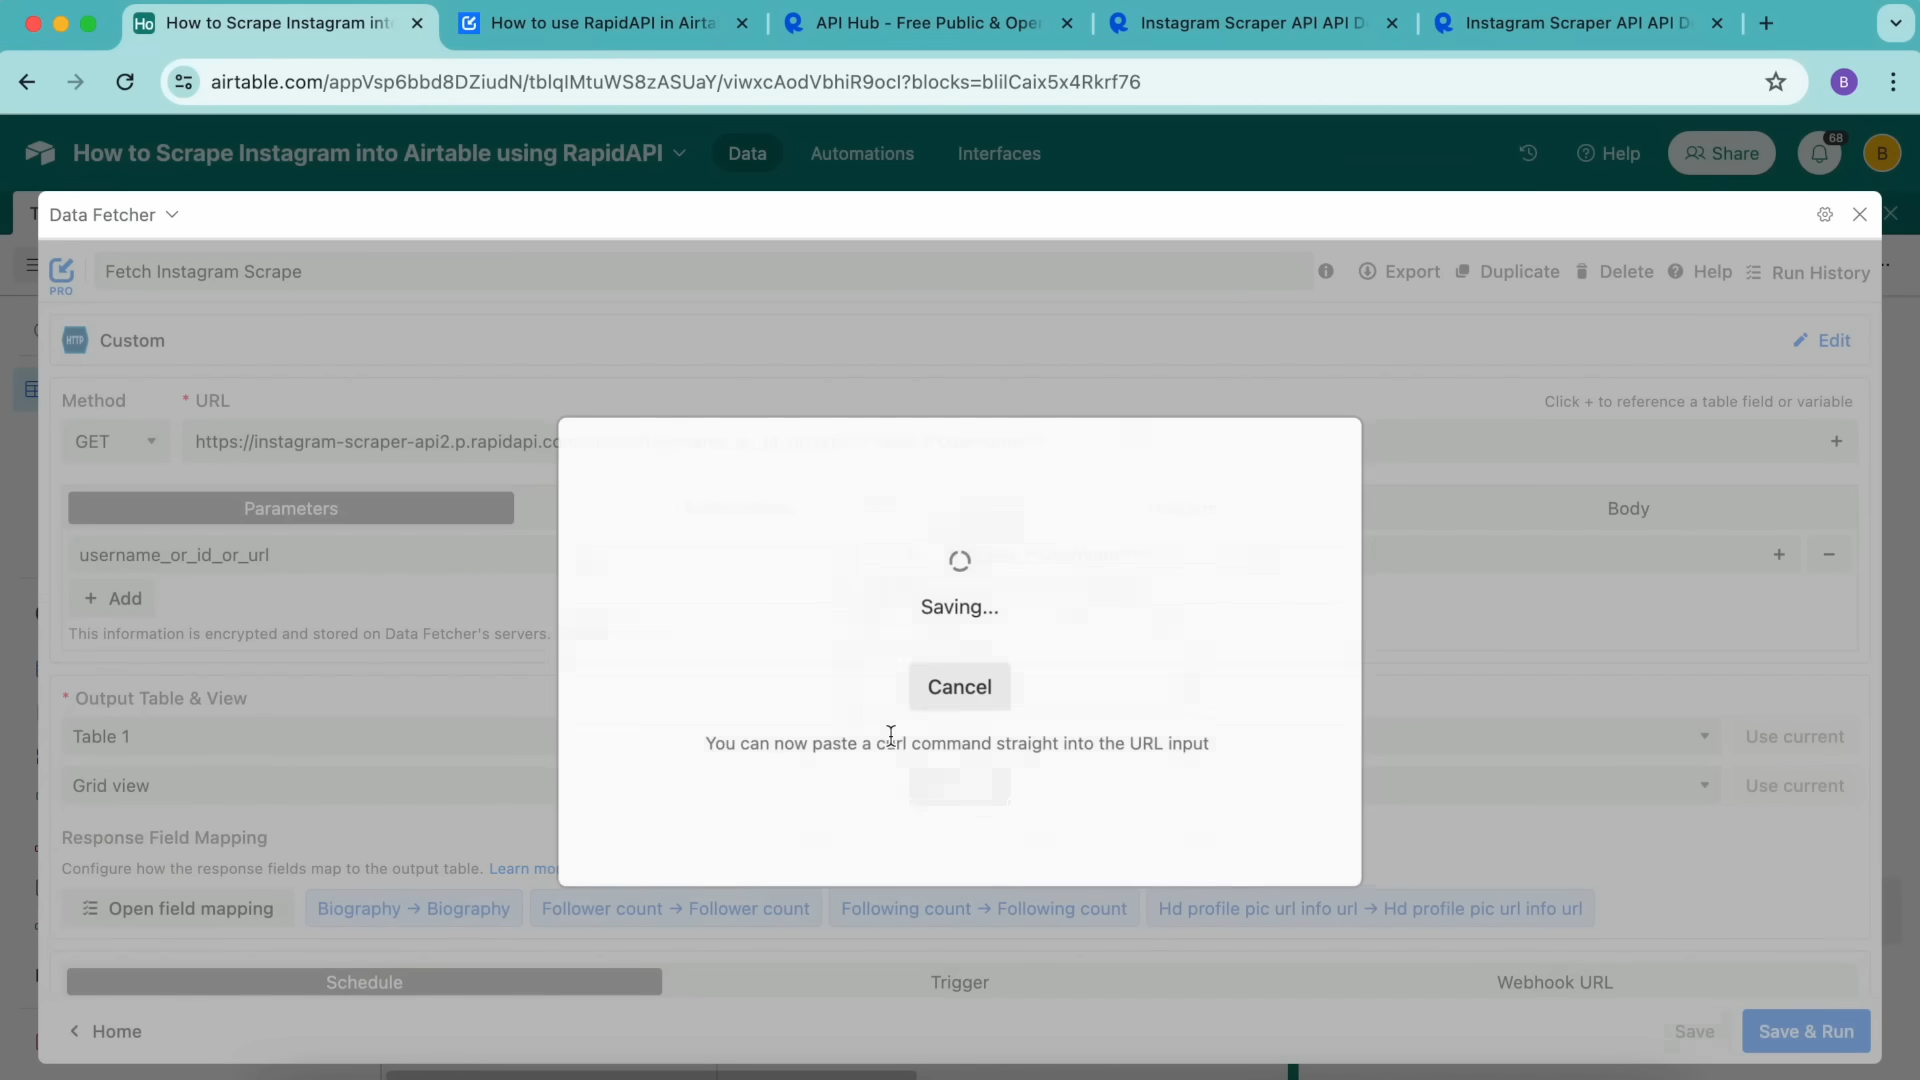 Ho How to Scrape Instagram int
How to use RapidAPI in Airta
API Hub - Free Public & Ope
Instagram Scraper API API D
Instagram Scraper API API D
airtable.com/appVsp6bbd8DZiudN/tblqIMtuWS8zASUaY/viwxcAodVbhiR9ocI?blocks=blilCaix5x4Rkrf76
B
How to Scrape Instagram into Airtable using RapidAPI
Data
Automations
Interfaces
Help
Share
68
B
Data Fetcher
PRO
Fetch Instagram Scrape
Export
Duplicate
Delete
Help
Run History
HTTP
Custom
Edit
Method
* URL
Click + to reference a table field or variable
GET
https://instagram-scraper-api2.p.rapidapi.co
Parameters
Body
username_or_id_or_url
+ Add
This information is encrypted and stored on Data Fetcher's servers.
Saving...
Cancel
You can now paste a curl command straight into the URL input
* Output Table & View
Table 1
Use current
Grid view
Use current
Response Field Mapping
Configure how the response fields map to the output table. Learn mo
Open field mapping
Biography → Biography
Follower count → Follower count
Following count → Following count
Hd profile pic url info url → Hd profile pic url info url
Schedule
Trigger
Webhook URL
Home
Save
Save & Run